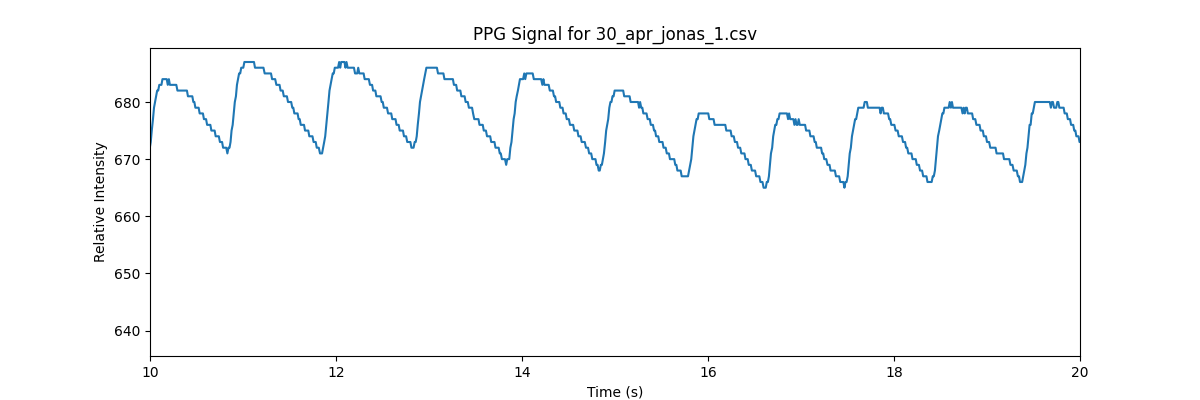 PPG Signal for 30_apr_jonas_1.csv
Relative Intensity
680
670
660
650
640
10 12 14 16 18 20
Time (s)